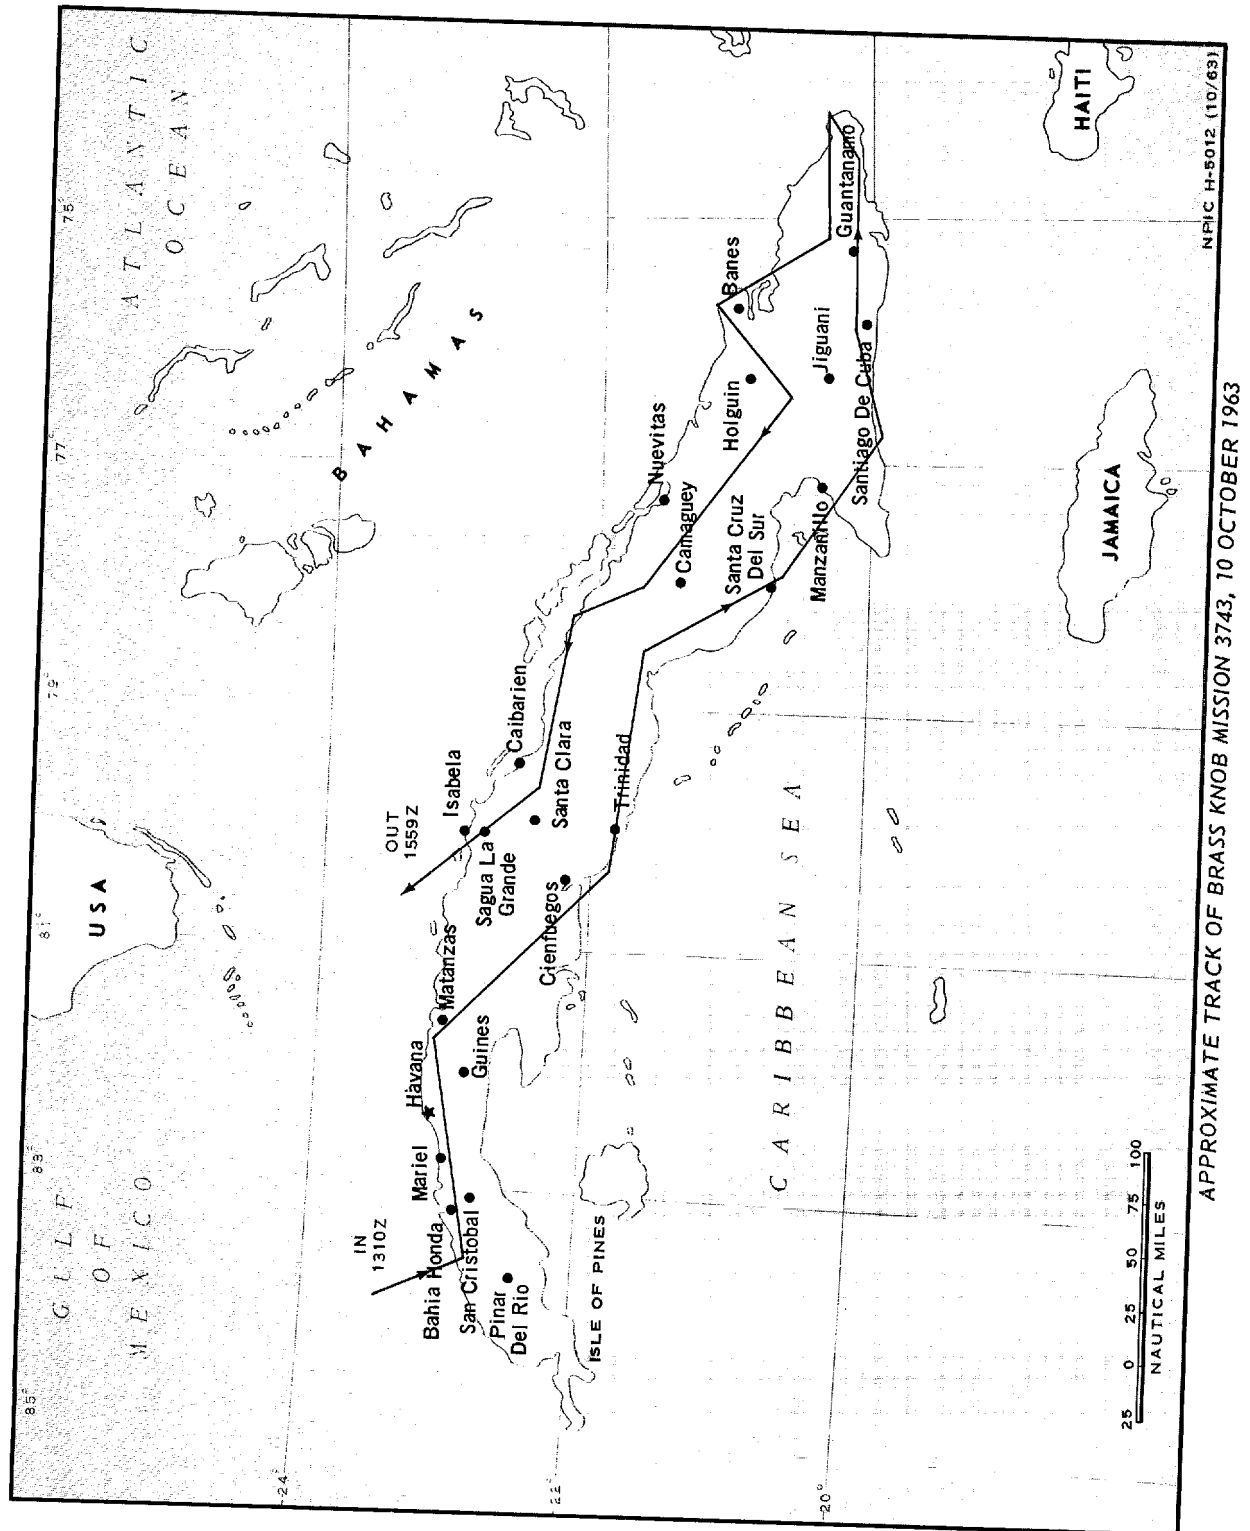 85°
83°
81°
79°
77
75
24°
22°
20°
GULF
OF
MEXICO
USA
ATLANTIC
OCEAN
BAHAMAS
IN
1310Z
OUT
1559Z
Bahia Honda
Mariel
Havana
Matanzas
San Cristobal
Guines
Pinar
Del Rio
Isabela
Sagua La
Grande
Caibarien
Santa Clara
Cienfuegos
Trinidad
Nuevitas
Camaguey
Santa Cruz
Del Sur
Holguin
Banes
Jiguani
Manzanillo
Santiago De Cuba
Guantanamo
ISLE OF PINES
CARIBBEAN SEA
JAMAICA
HAITI
25 0 25 50 75 100
NAUTICAL MILES
NPIC H-5012 (10/63)
APPROXIMATE TRACK OF BRASS KNOB MISSION 3743, 10 OCTOBER 1963